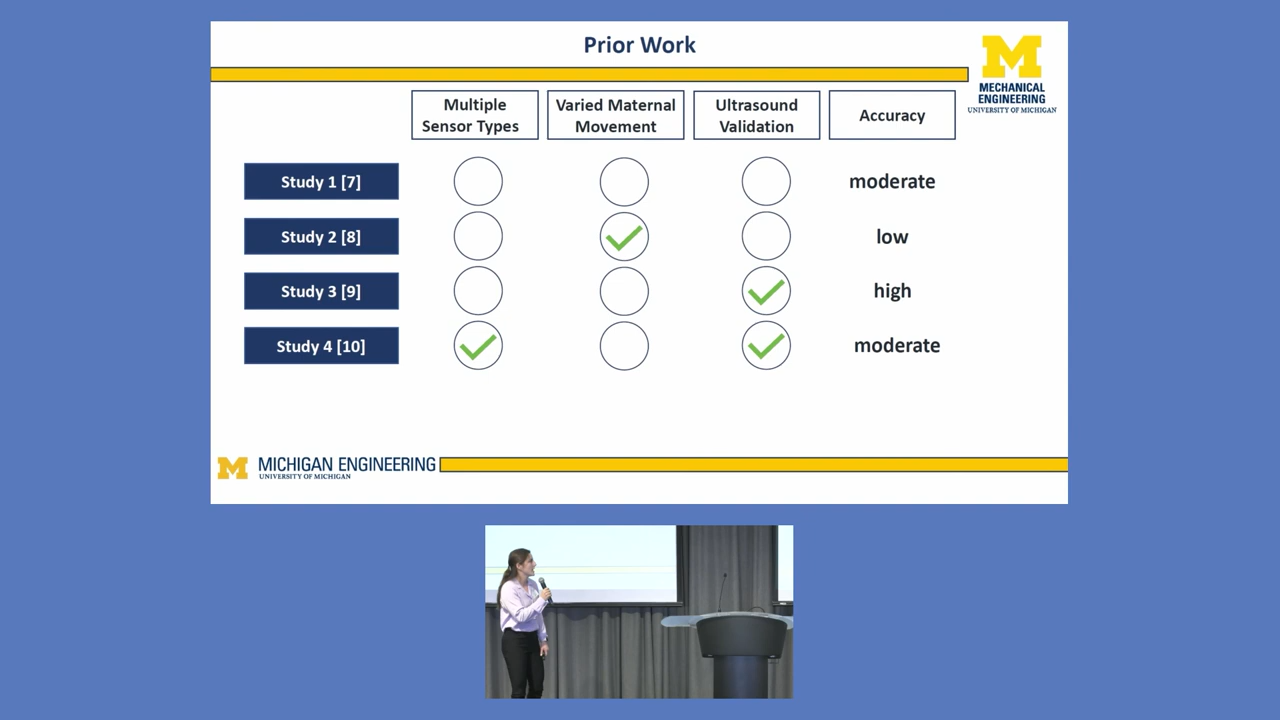 Prior Work
M
MECHANICAL
ENGINEERING
UNIVERSITY OF MICHIGAN
Multiple
Sensor Types
Varied Maternal
Movement
Ultrasound
Validation
Accuracy
Study 1 [7]
moderate
Study 2 [8]
low
Study 3 [9]
high
Study 4 [10]
moderate
M
MICHIGAN ENGINEERING
UNIVERSITY OF MICHIGAN